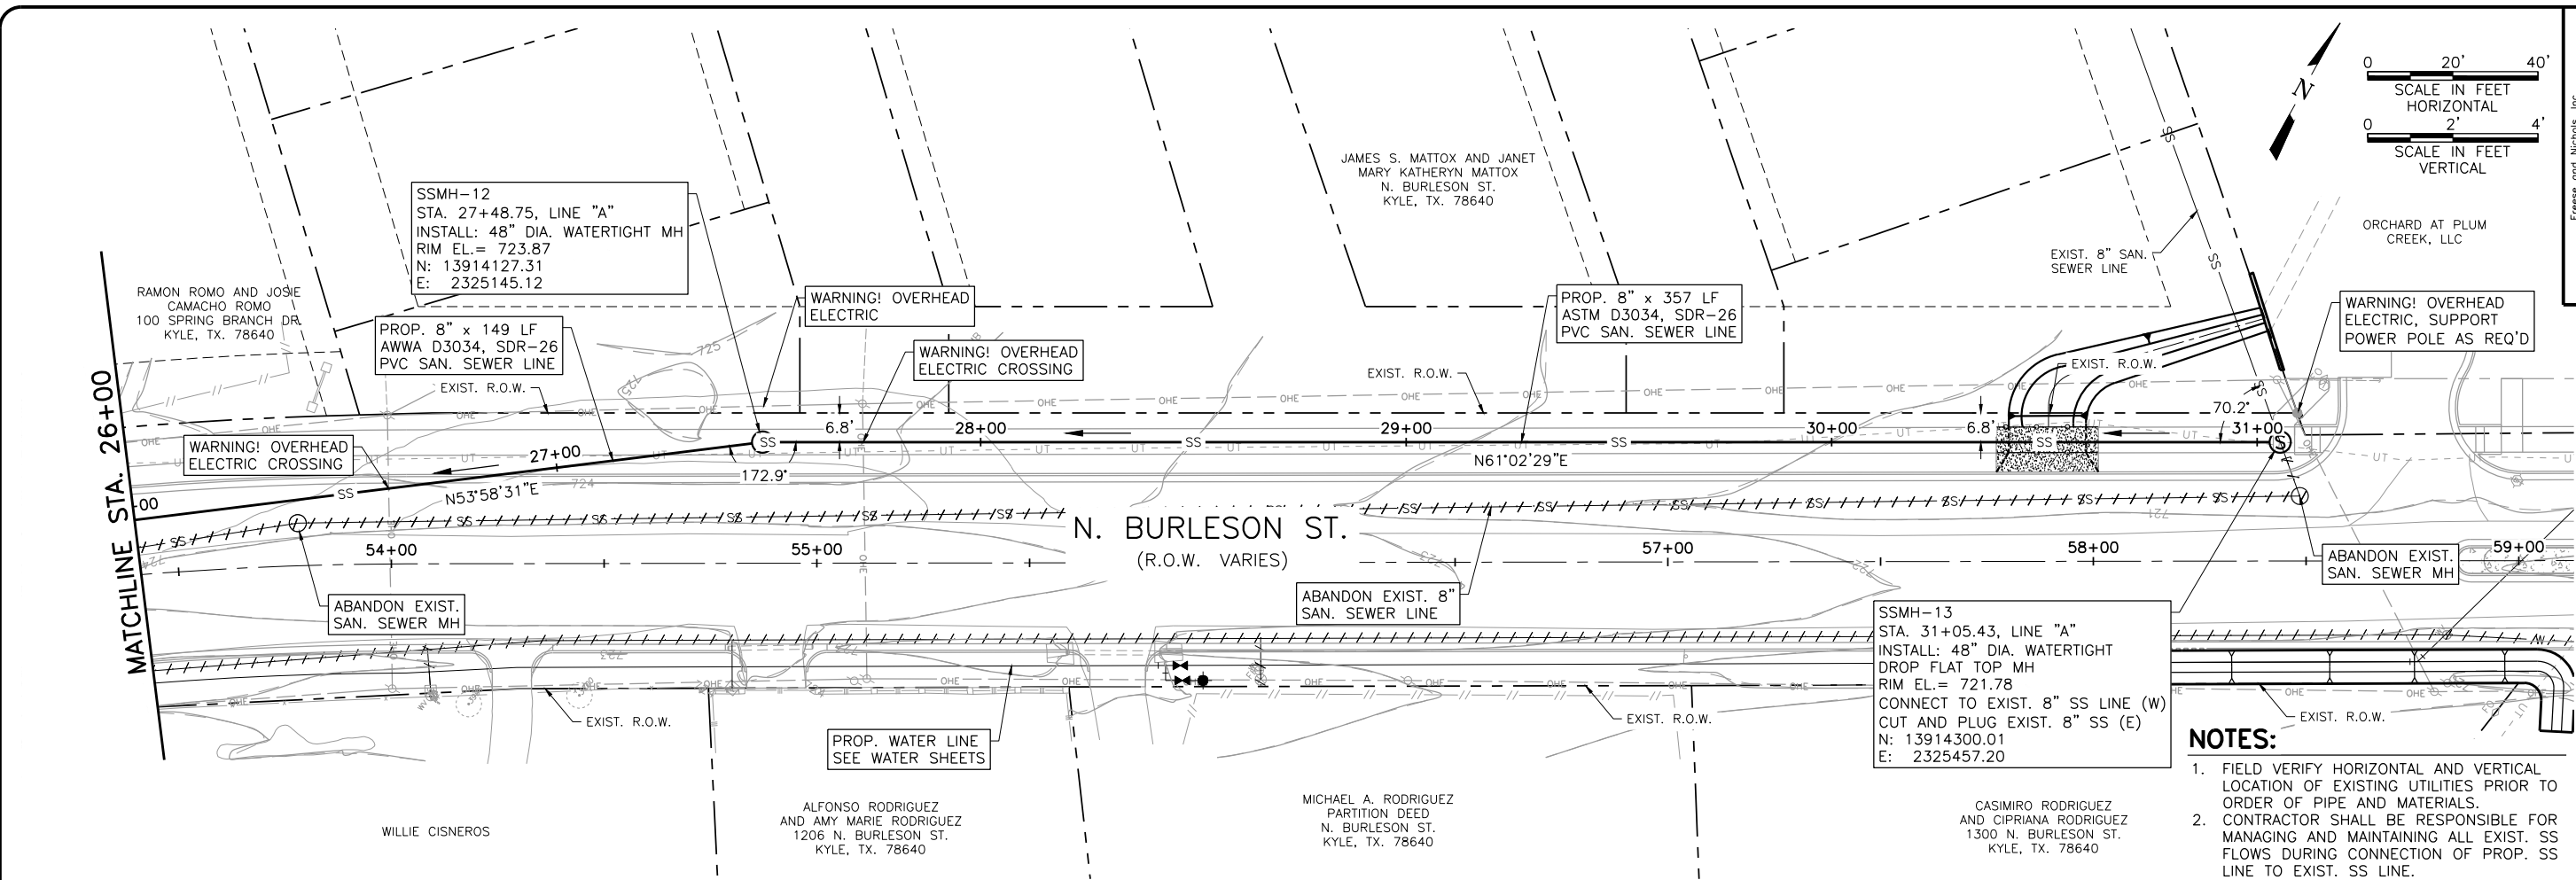 0 20' 40'
SCALE IN FEET
HORIZONTAL
0 2' 4'
SCALE IN FEET
VERTICAL
N
Freese and Nichols, Inc.
SSMH-12
STA. 27+48.75, LINE "A"
INSTALL: 48" DIA. WATERTIGHT MH
RIM EL.= 723.87
N: 13914127.31
E: 2325145.12
JAMES S. MATTOX AND JANET
MARY KATHERYN MATTOX
N. BURLESON ST.
KYLE, TX. 78640
ORCHARD AT PLUM
CREEK, LLC
EXIST. 8" SAN.
SEWER LINE
RAMON ROMO AND JOSIE
CAMACHO ROMO
100 SPRING BRANCH DR.
KYLE, TX. 78640
PROP. 8" x 149 LF
AWWA D3034, SDR-26
PVC SAN. SEWER LINE
WARNING! OVERHEAD
ELECTRIC
WARNING! OVERHEAD
ELECTRIC CROSSING
PROP. 8" x 357 LF
ASTM D3034, SDR-26
PVC SAN. SEWER LINE
WARNING! OVERHEAD
ELECTRIC, SUPPORT
POWER POLE AS REQ'D
EXIST. R.O.W.
EXIST. R.O.W.
EXIST. R.O.W.
725
725
70.2°
6.8'
6.8'
WARNING! OVERHEAD
ELECTRIC CROSSING
27+00
28+00
29+00
30+00
31+00
172.9°
N53°58'31"E
N61°02'29"E
724
MATCHLINE STA. 26+00
N. BURLESON ST.
(R.O.W. VARIES)
54+00
55+00
57+00
58+00
59+00
724
723
722
721
ABANDON EXIST.
SAN. SEWER MH
ABANDON EXIST. 8"
SAN. SEWER LINE
ABANDON EXIST.
SAN. SEWER MH
SSMH-13
STA. 31+05.43, LINE "A"
INSTALL: 48" DIA. WATERTIGHT
DROP FLAT TOP MH
RIM EL.= 721.78
CONNECT TO EXIST. 8" SS LINE (W)
CUT AND PLUG EXIST. 8" SS (E)
N: 13914300.01
E: 2325457.20
723
EXIST. R.O.W.
EXIST. R.O.W.
EXIST. R.O.W.
PROP. WATER LINE
SEE WATER SHEETS
WILLIE CISNEROS
ALFONSO RODRIGUEZ
AND AMY MARIE RODRIGUEZ
1206 N. BURLESON ST.
KYLE, TX. 78640
MICHAEL A. RODRIGUEZ
PARTITION DEED
N. BURLESON ST.
KYLE, TX. 78640
CASIMIRO RODRIGUEZ
AND CIPRIANA RODRIGUEZ
1300 N. BURLESON ST.
KYLE, TX. 78640
NOTES:
1. FIELD VERIFY HORIZONTAL AND VERTICAL
LOCATION OF EXISTING UTILITIES PRIOR TO
ORDER OF PIPE AND MATERIALS.
2. CONTRACTOR SHALL BE RESPONSIBLE FOR
MANAGING AND MAINTAINING ALL EXIST. SS
FLOWS DURING CONNECTION OF PROP. SS
LINE TO EXIST. SS LINE.